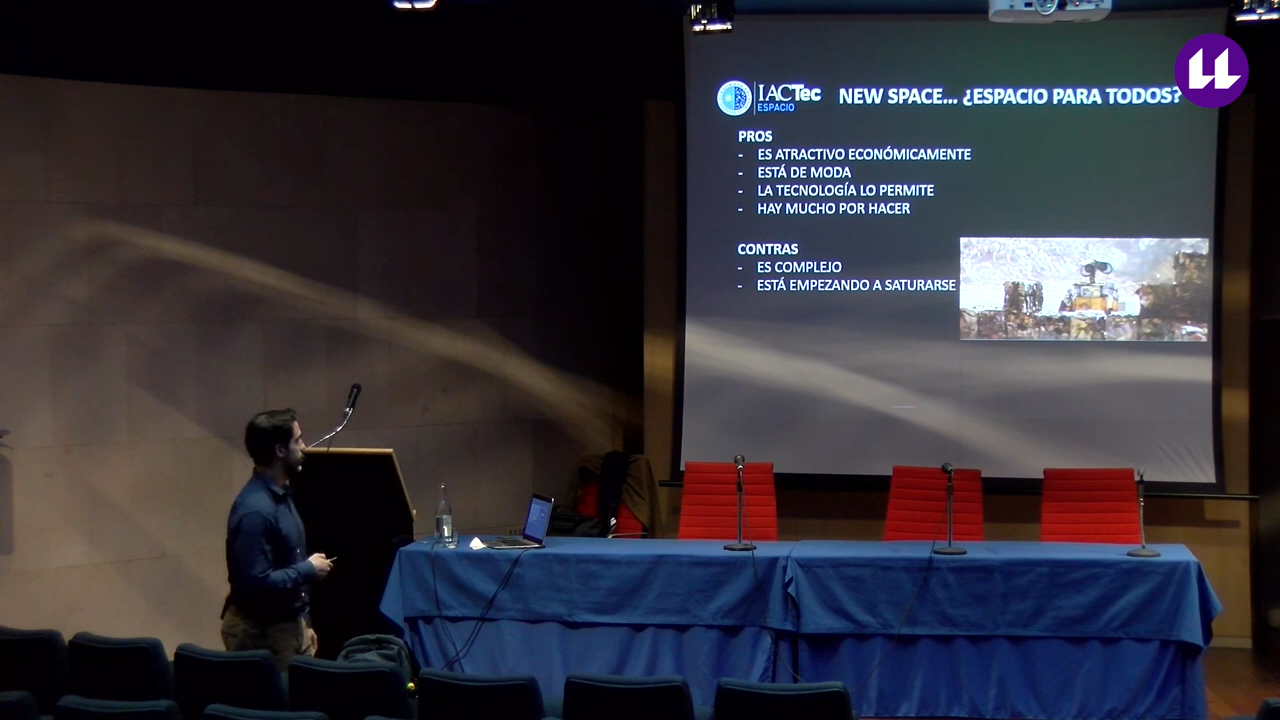 IACTec
ESPACIO
NEW SPACE... ¿ESPACIO PARA TODOS?
PROS
- ES ATRACTIVO ECONÓMICAMENTE
- ESTÁ DE MODA
- LA TECNOLOGÍA LO PERMITE
- HAY MUCHO POR HACER
CONTRAS
- ES COMPLEJO
- ESTÁ EMPEZANDO A SATURARSE